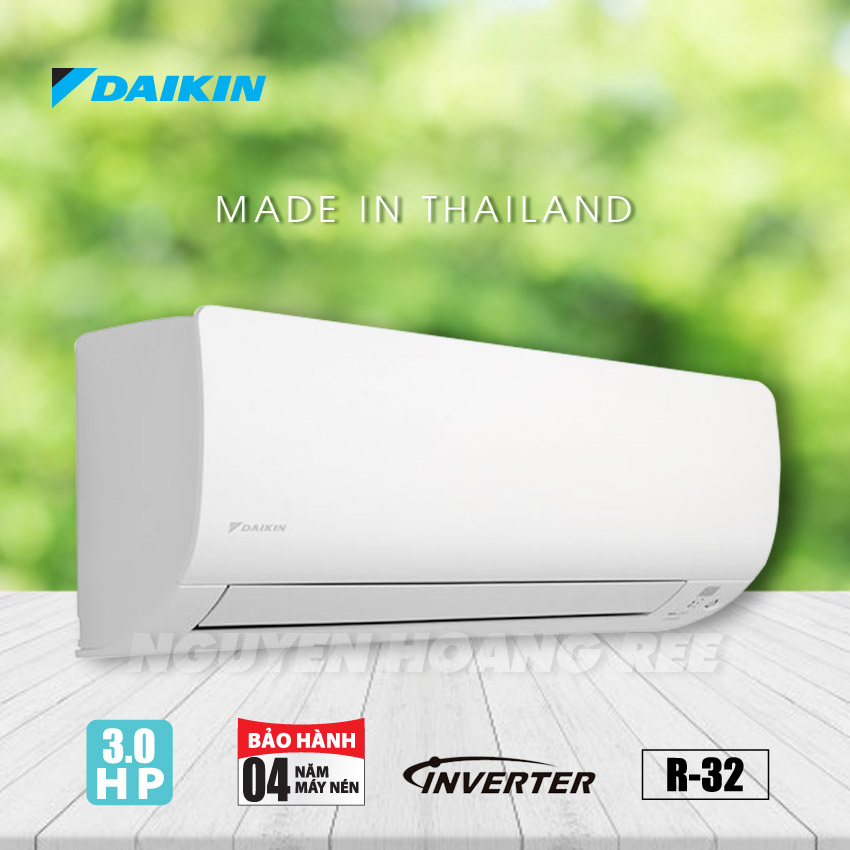 DAIKIN
MADE IN THAILAND
DAIKIN
NGUYEN HOANG REE
3.0
HP
BẢO HÀNH
04 NĂM
MÁY NÉN
INVERTER
R-32